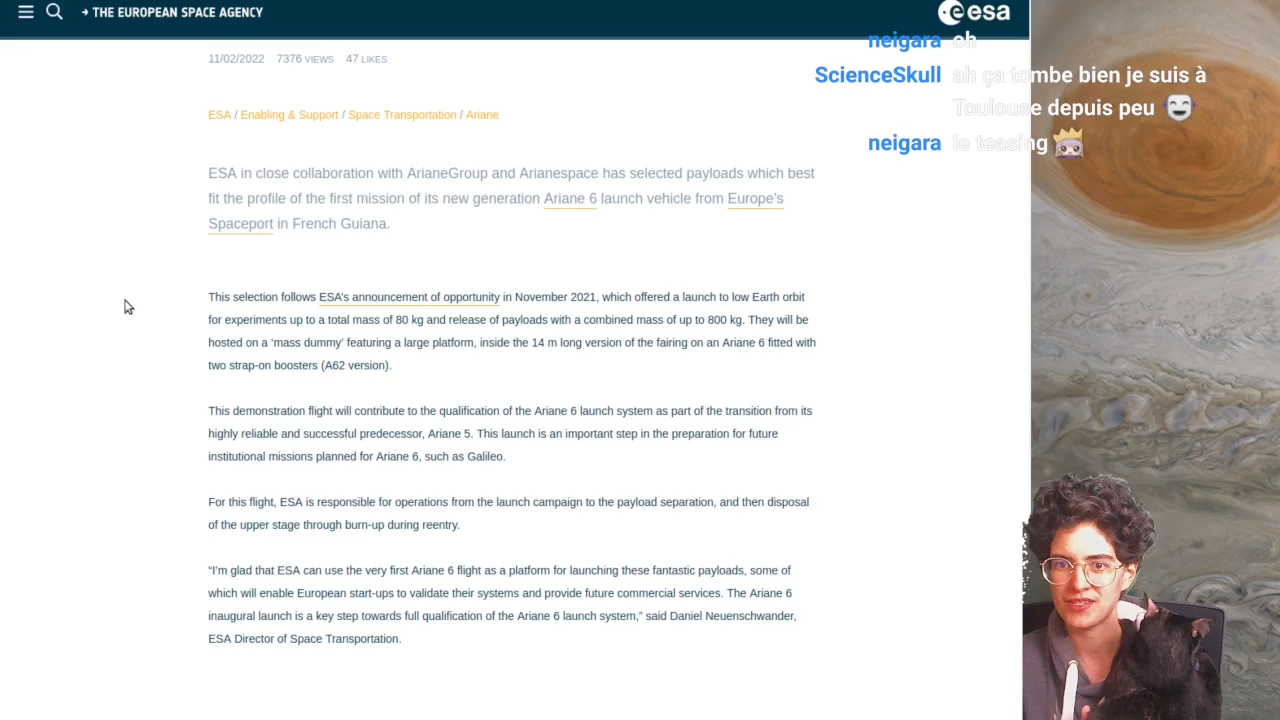 → THE EUROPEAN SPACE AGENCY
esa
neigara oh
11/02/2022 7376 VIEWS 47 LIKES
ScienceSkull ah ça tombe bien je suis à
Toulouse depuis peu
neigara le teasing
ESA / Enabling & Support / Space Transportation / Ariane
ESA in close collaboration with ArianeGroup and Arianespace has selected payloads which best
fit the profile of the first mission of its new generation Ariane 6 launch vehicle from Europe's
Spaceport in French Guiana.
This selection follows ESA's announcement of opportunity in November 2021, which offered a launch to low Earth orbit
for experiments up to a total mass of 80 kg and release of payloads with a combined mass of up to 800 kg. They will be
hosted on a ‘mass dummy’ featuring a large platform, inside the 14 m long version of the fairing on an Ariane 6 fitted with
two strap-on boosters (A62 version).
This demonstration flight will contribute to the qualification of the Ariane 6 launch system as part of the transition from its
highly reliable and successful predecessor, Ariane 5. This launch is an important step in the preparation for future
institutional missions planned for Ariane 6, such as Galileo.
For this flight, ESA is responsible for operations from the launch campaign to the payload separation, and then disposal
of the upper stage through burn-up during reentry.
“I’m glad that ESA can use the very first Ariane 6 flight as a platform for launching these fantastic payloads, some of
which will enable European start-ups to validate their systems and provide future commercial services. The Ariane 6
inaugural launch is a key step towards full qualification of the Ariane 6 launch system,” said Daniel Neuenschwander,
ESA Director of Space Transportation.